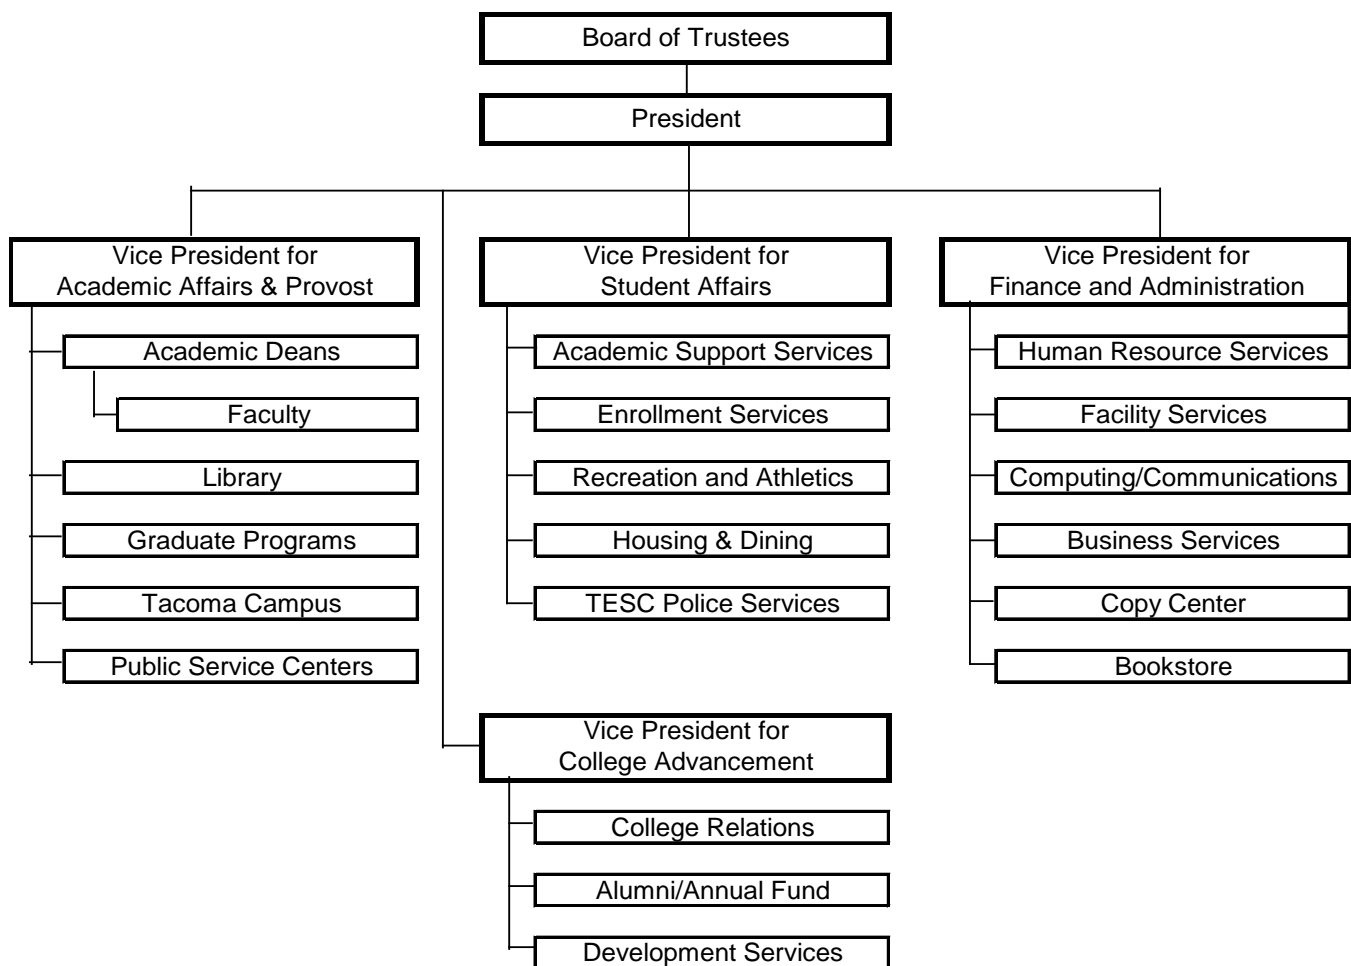 Board of Trustees
President
Vice President for
Academic Affairs & Provost
Academic Deans
Faculty
Library
Graduate Programs
Tacoma Campus
Public Service Centers
Vice President for
Student Affairs
Academic Support Services
Enrollment Services
Recreation and Athletics
Housing & Dining
TESC Police Services
Vice President for
Finance and Administration
Human Resource Services
Facility Services
Computing/Communications
Business Services
Copy Center
Bookstore
Vice President for
College Advancement
College Relations
Alumni/Annual Fund
Development Services